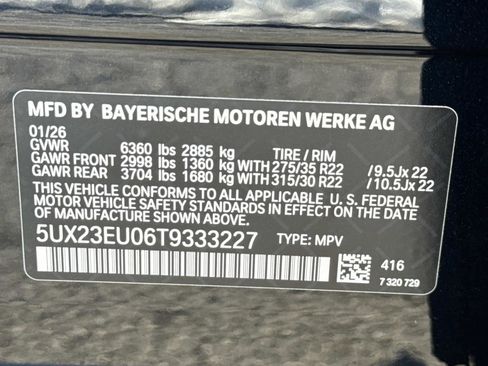 MFD BY BAYERISCHE MOTOREN WERKE AG
01/26
GVWR 6360 lbs 2885 kg TIRE / RIM
GAWR FRONT 2998 lbs 1360 kg WITH 275/35 R22 / 9.5Jx 22
GAWR REAR 3704 lbs 1680 kg WITH 315/30 R22 / 10.5Jx 22
THIS VEHICLE CONFORMS TO ALL APPLICABLE U. S. FEDERAL
MOTOR VEHICLE SAFETY STANDARDS IN EFFECT ON THE DATE
OF MANUFACTURE SHOWN ABOVE.
5UX23EU06T9333227 TYPE: MPV
416
7 320 729